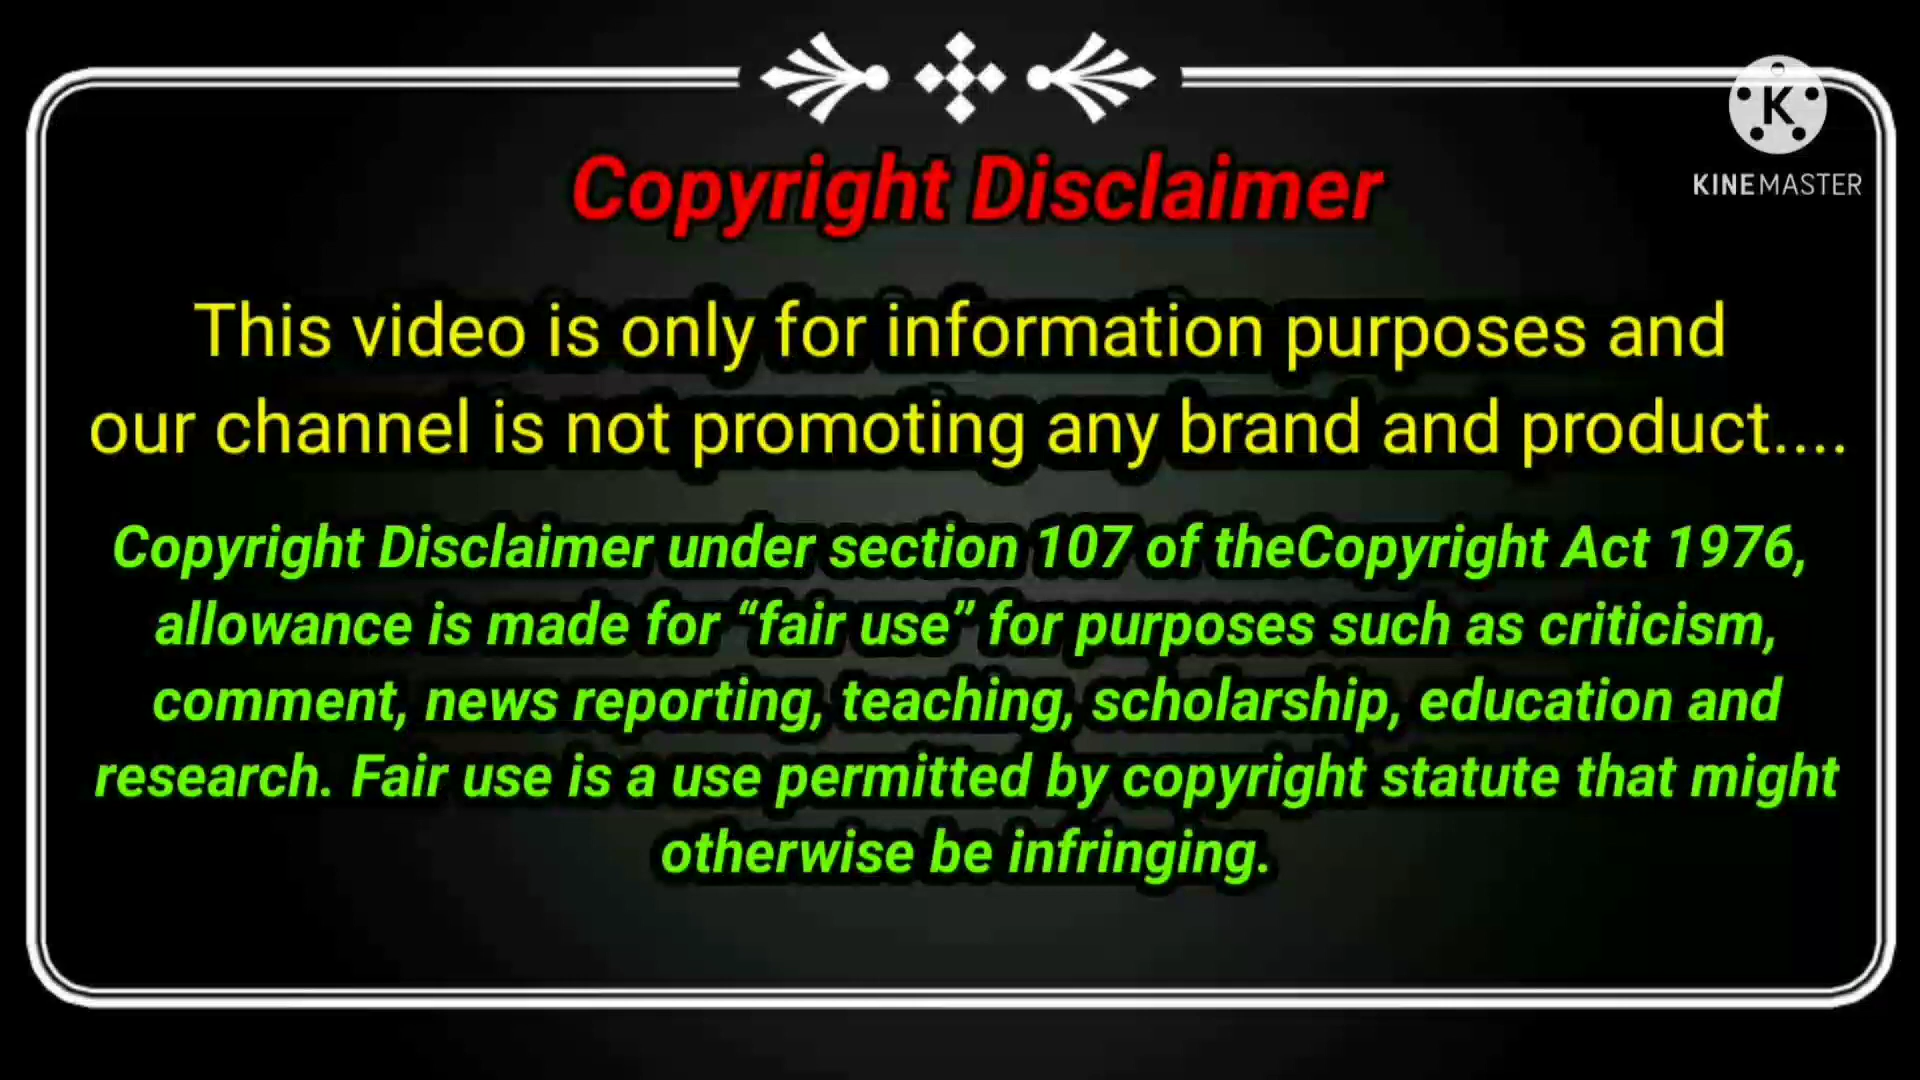 K
KINEMASTER
Copyright Disclaimer
This video is only for information purposes and
our channel is not promoting any brand and product....
Copyright Disclaimer under section 107 of theCopyright Act 1976,
allowance is made for “fair use” for purposes such as criticism,
comment, news reporting, teaching, scholarship, education and
research. Fair use is a use permitted by copyright statute that might
otherwise be infringing.